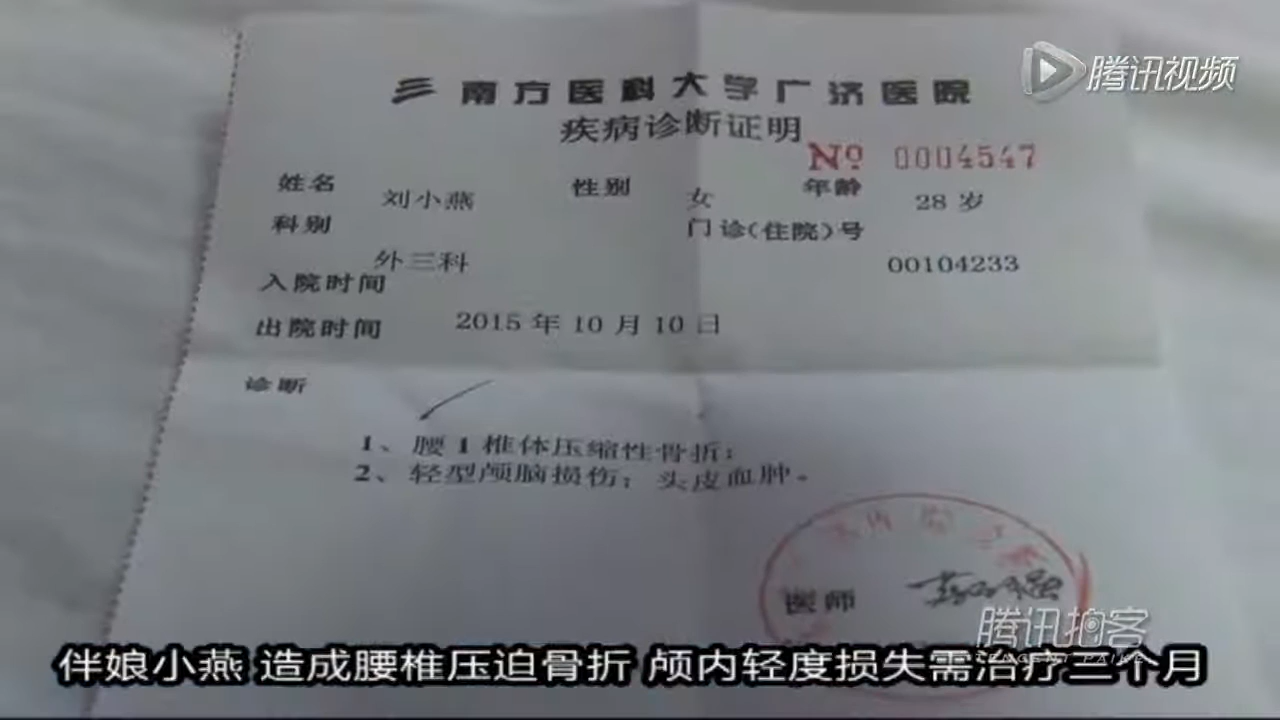 腾讯视频
三 南方医科大学广济医院
疾病诊断证明
№ 0004547
姓名 刘小燕 性别 女 年龄 28 岁
科别 外三科 门诊(住院)号 00104233
入院时间
出院时间 2015 年 10 月 10 日
诊断
1、腰 1 椎体压缩性骨折;
2、轻型颅脑损伤; 头皮血肿。
医师
腾讯拍客
TENCENT PAIKE
伴娘小燕 造成腰椎压迫骨折 颅内轻度损失需治疗三个月